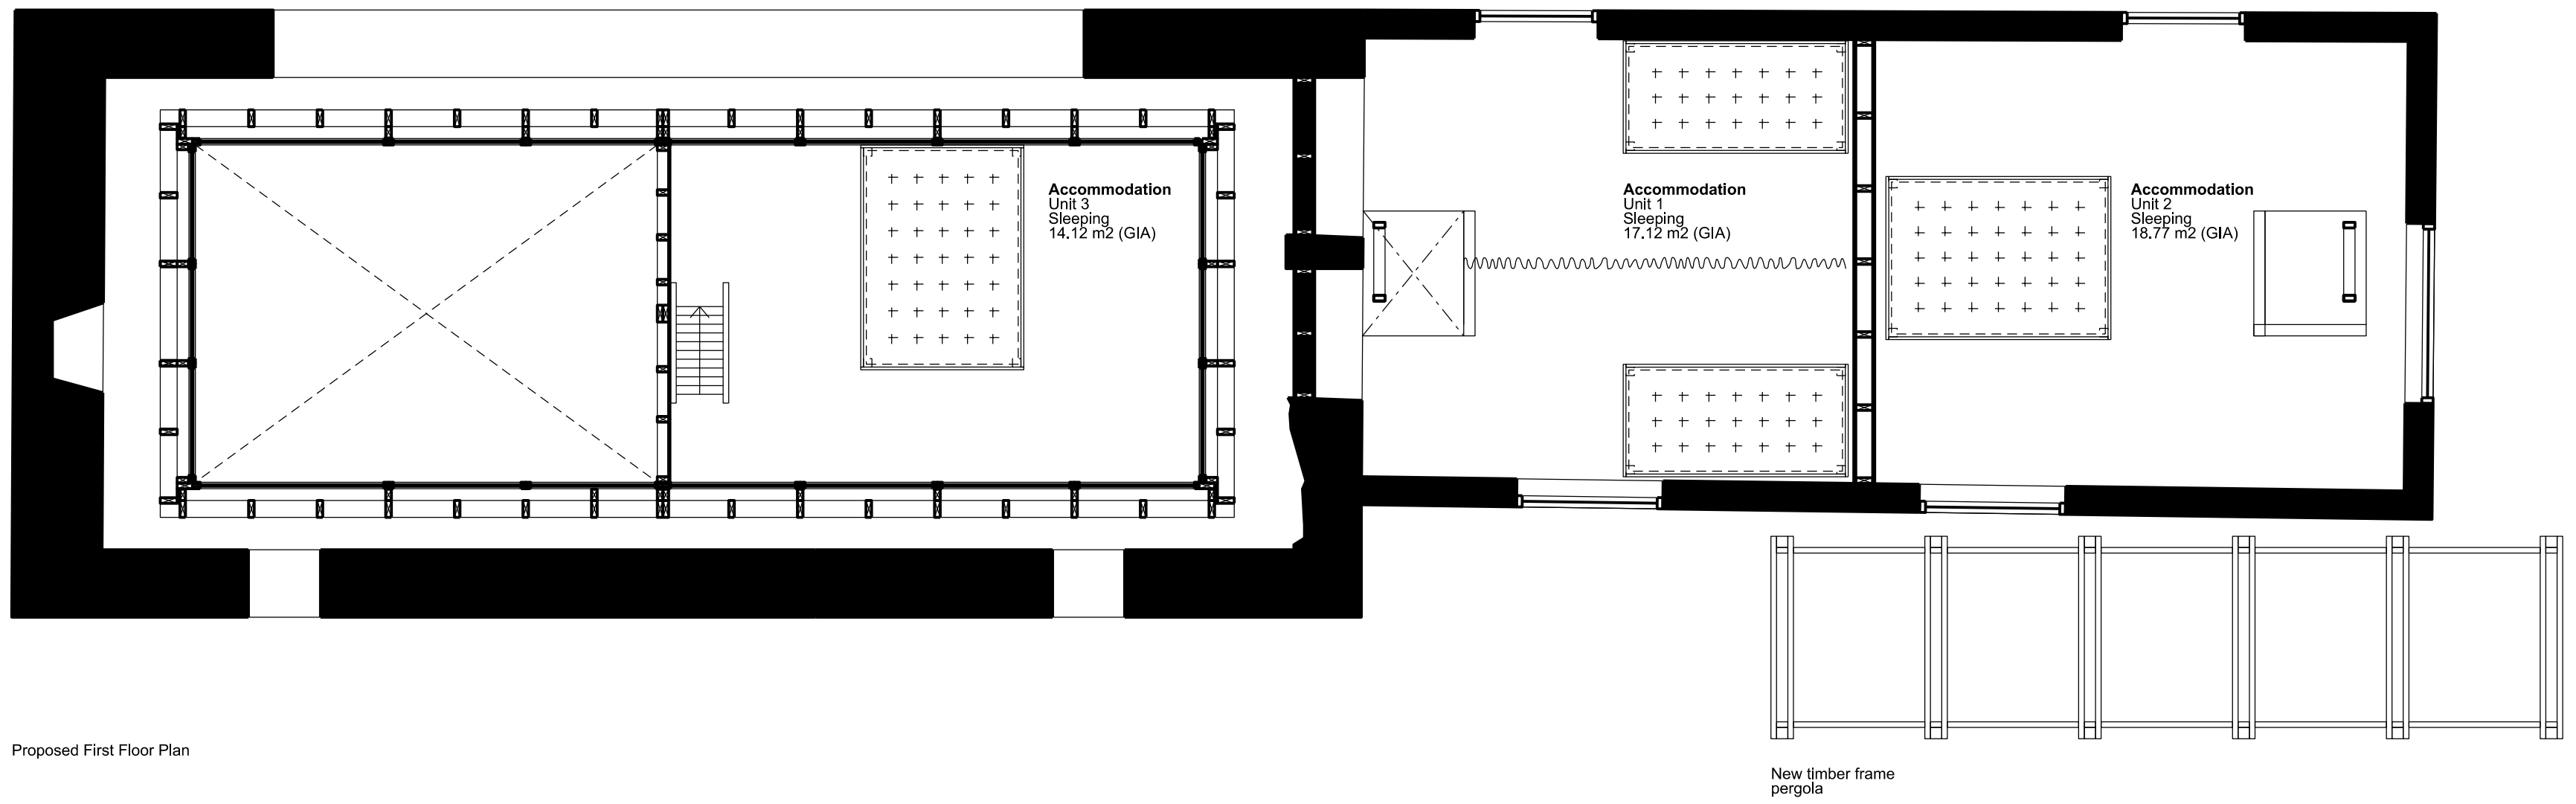 Accommodation
Unit 3
Sleeping
14.12 m2 (GIA)
Accommodation
Unit 1
Sleeping
17.12 m2 (GIA)
Accommodation
Unit 2
Sleeping
18.77 m2 (GIA)
Proposed First Floor Plan
New timber frame
pergola